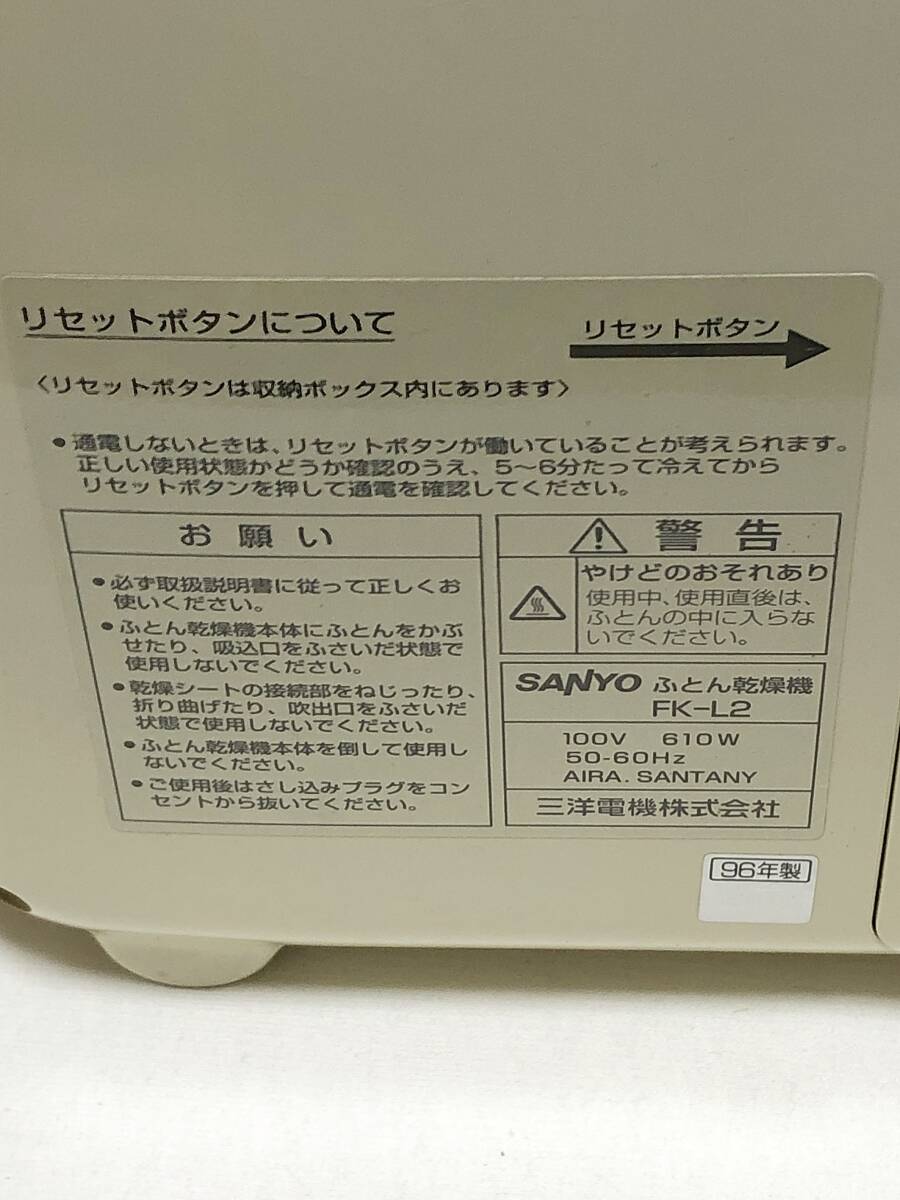 リセットボタンについて
リセットボタン
〈リセットボタンは収納ボックス内にあります〉
●通電しないときは、リセットボタンが働いていることが考えられます。
正しい使用状態かどうか確認のうえ、5〜6分たって冷えてから
リセットボタンを押して通電を確認してください。
お願い
●必ず取扱説明書に従って正しくお
使いください。
●ふとん乾燥機本体にふとんをかぶ
せたり、吸込口をふさいだ状態で
使用しないでください。
●乾燥シートの接続部をねじったり、
折り曲げたり、吹出口をふさいだ
状態で使用しないでください。
●ふとん乾燥機本体を倒して使用し
ないでください。
●ご使用後はさし込みプラグをコン
セントから抜いてください。
警告
やけどのおそれあり
使用中、使用直後は、
ふとんの中に入らな
いでください。
SANYO ふとん乾燥機
FK-L2
100V 610W
50-60Hz
AIRA. SANTANY
三洋電機株式会社
96年製